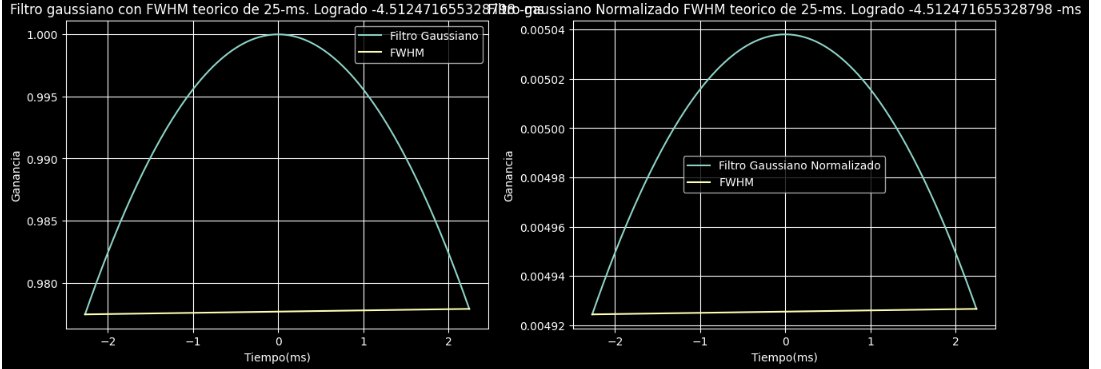 Filtro gaussiano con FWHM teorico de 25-ms. Logrado -4.512471655328798 -ms
1.000
0.995
0.990
0.985
0.980
Ganancia
Filtro Gaussiano
FWHM
−2
−1
0
1
2
Tiempo(ms)
Filtro gaussiano Normalizado FWHM teorico de 25-ms. Logrado -4.512471655328798 -ms
0.00504
0.00502
0.00500
0.00498
0.00496
0.00494
0.00492
Ganancia
Filtro Gaussiano Normalizado
FWHM
−2
−1
0
1
2
Tiempo(ms)